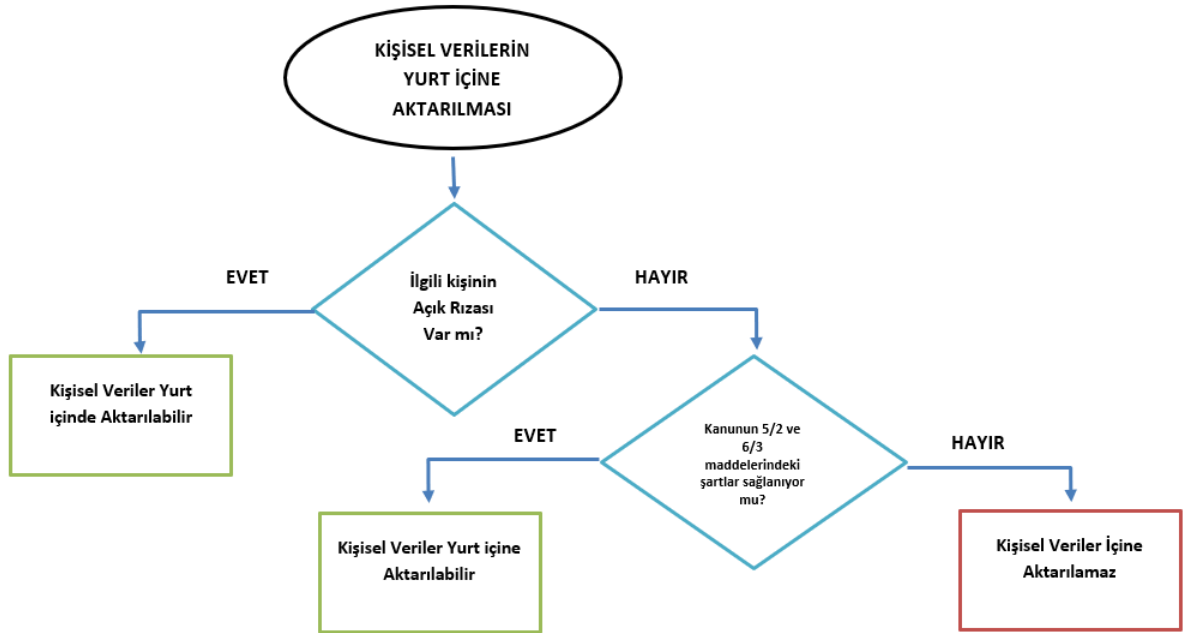 KİŞİSEL VERİLERİN
YURT İÇİNE
AKTARILMASI
EVET
İlgili kişinin
Açık Rızası
Var mı?
HAYIR
Kişisel Veriler Yurt
içinde Aktarılabilir
EVET
Kanunun 5/2 ve
6/3
maddelerindeki
şartlar sağlanıyor
mu?
HAYIR
Kişisel Veriler Yurt içine
Aktarılabilir
Kişisel Veriler İçine
Aktarılamaz